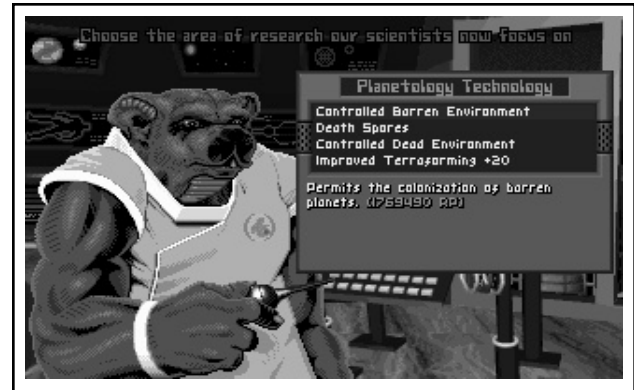 Choose the area of research our scientists now focus on
Planetology Technology
Controlled Barren Environment
Death Spores
Controlled Dead Environment
Improved Terraforming +20
Permits the colonization of barren
planets. (1769490 RP)